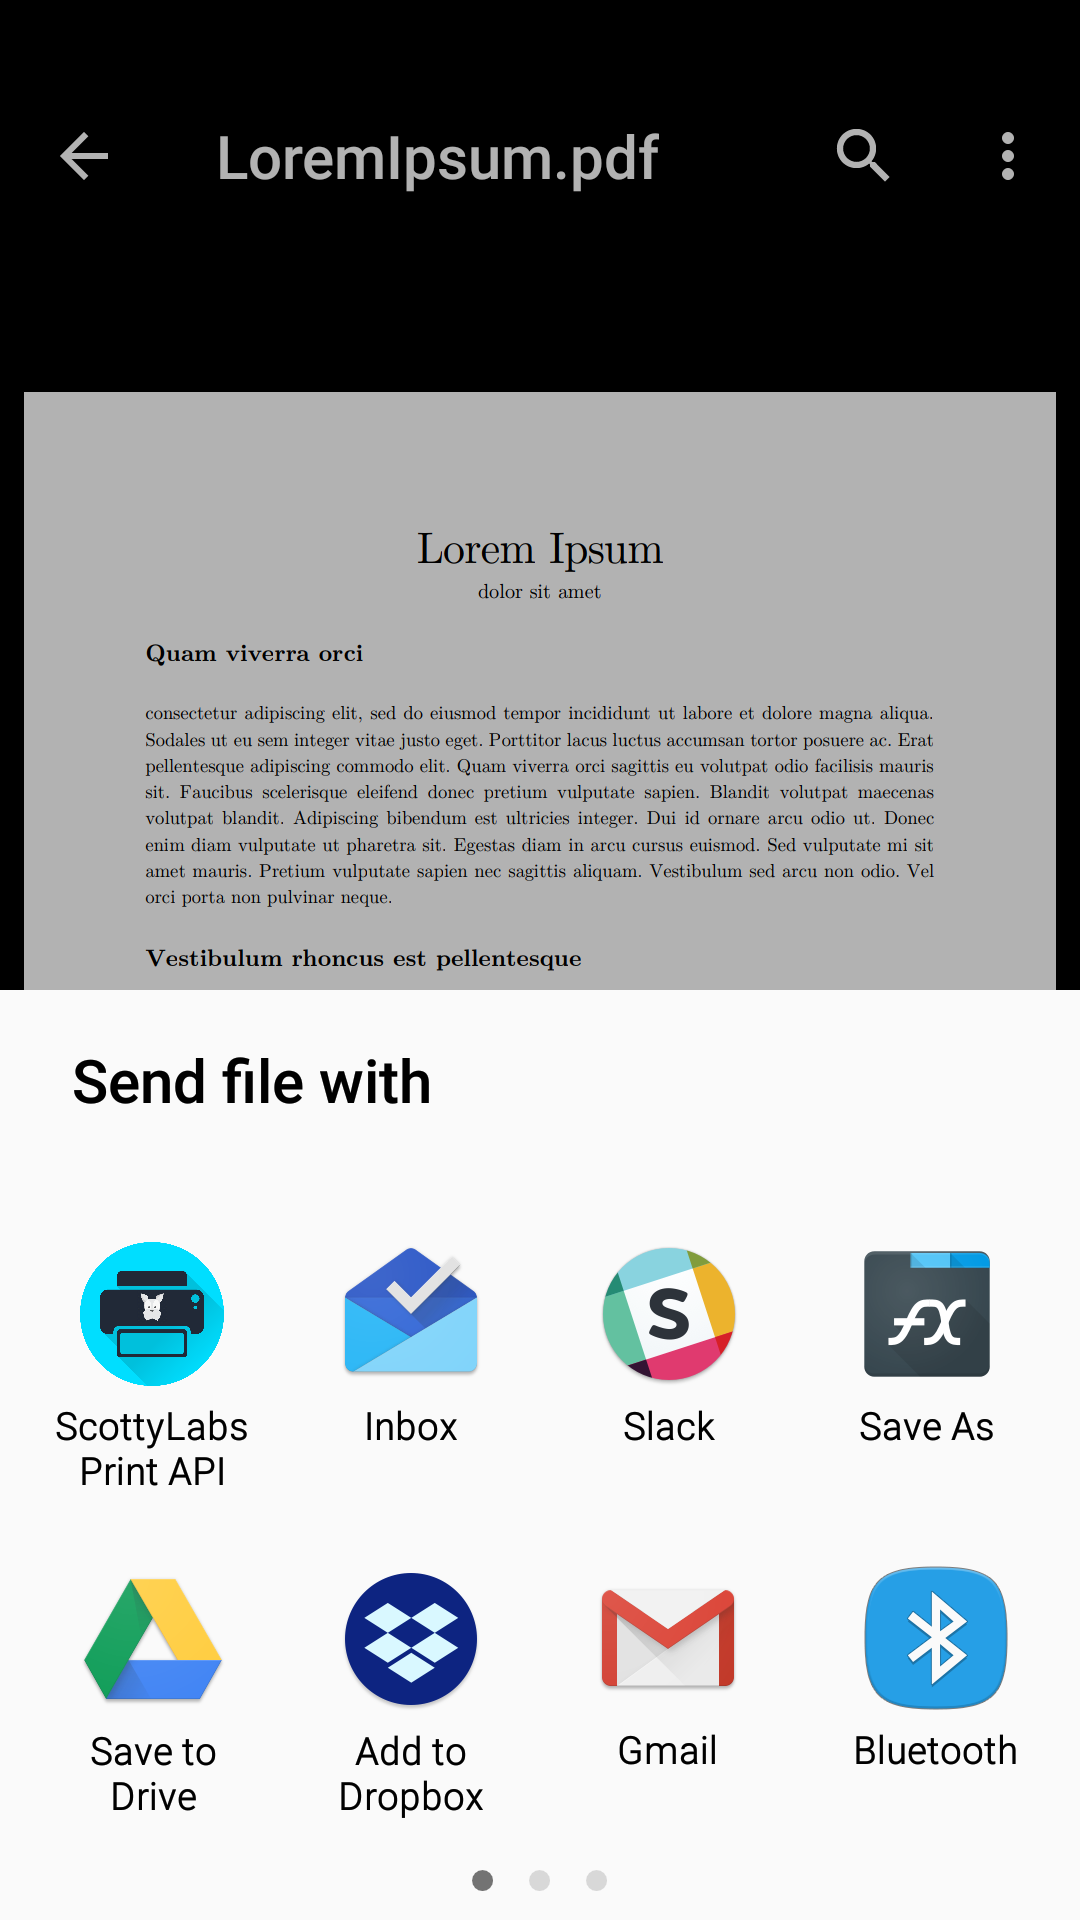 LoremIpsum.pdf
Lorem Ipsum
dolor sit amet
Quam viverra orci
consectetur adipiscing elit, sed do eiusmod tempor incididunt ut labore et dolore magna aliqua.
Sodales ut eu sem integer vitae justo eget. Porttitor lacus luctus accumsan tortor posuere ac. Erat
pellentesque adipiscing commodo elit. Quam viverra orci sagittis eu volutpat odio facilisis mauris
sit. Faucibus scelerisque eleifend donec pretium vulputate sapien. Blandit volutpat maecenas
volutpat blandit. Adipiscing bibendum est ultricies integer. Dui id ornare arcu odio ut. Donec
enim diam vulputate ut pharetra sit. Egestas diam in arcu cursus euismod. Sed vulputate mi sit
amet mauris. Pretium vulputate sapien nec sagittis aliquam. Vestibulum sed arcu non odio. Vel
orci porta non pulvinar neque.
Vestibulum rhoncus est pellentesque
Send file with
S
FX
ScottyLabs Inbox Slack Save As
Print API
Save to Add to Gmail Bluetooth
Drive Dropbox